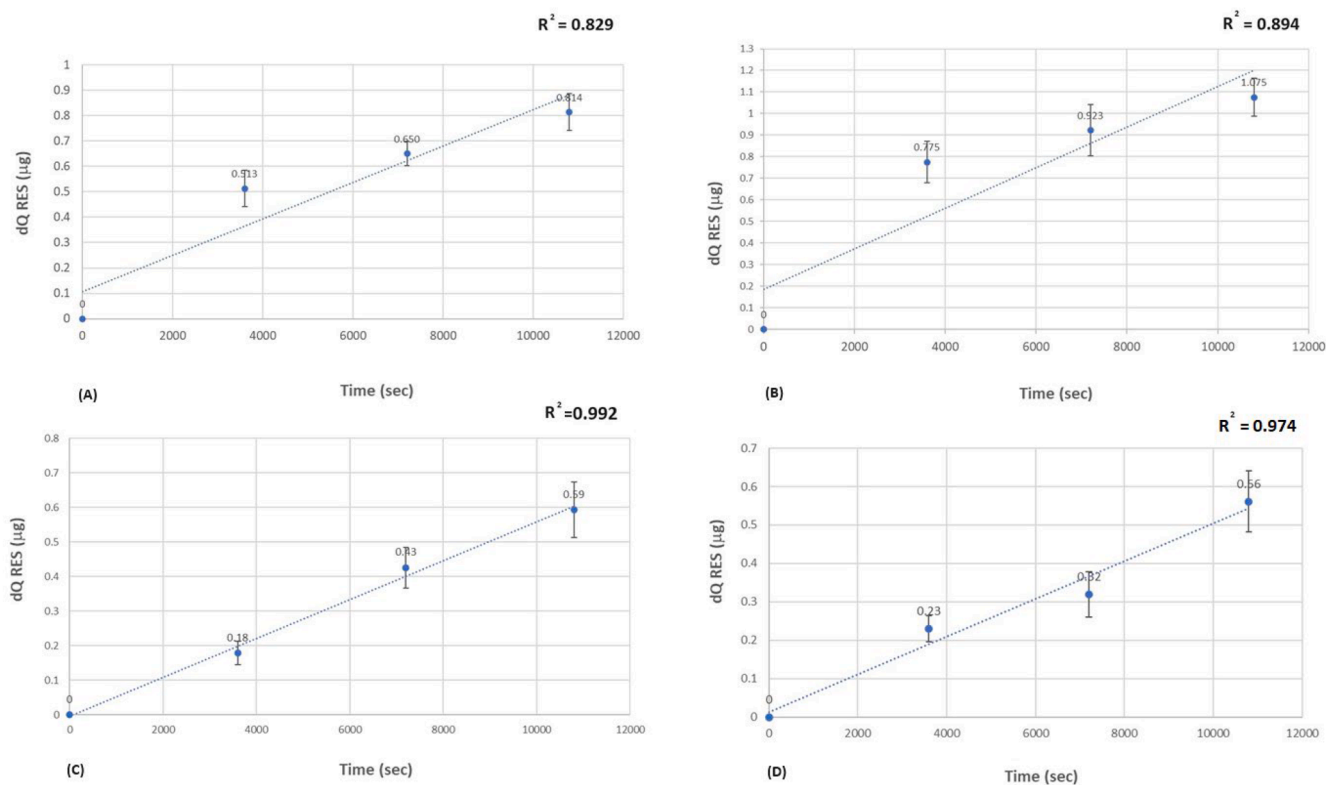 R² = 0.829
1
0.9
0.8
0.7
0.6
0.5
0.4
0.3
0.2
0.1
0
0.814
0.650
0.513
0
0 2000 4000 6000 8000 10000 12000
dQ RES (µg)
Time (sec)
(A)
R² = 0.894
1.3
1.2
1.1
1
0.9
0.8
0.7
0.6
0.5
0.4
0.3
0.2
0.1
0
1.075
0.923
0.775
0
0 2000 4000 6000 8000 10000 12000
dQ RES (µg)
Time (sec)
(B)
R² =0.992
0.8
0.7
0.6
0.5
0.4
0.3
0.2
0.1
0
0.59
0.43
0.18
0
0 2000 4000 6000 8000 10000 12000
dQ RES (µg)
Time (sec)
(C)
R² = 0.974
0.7
0.6
0.5
0.4
0.3
0.2
0.1
0
0.56
0.32
0.23
0
0 2000 4000 6000 8000 10000 12000
dQ RES (µg)
Time (sec)
(D)